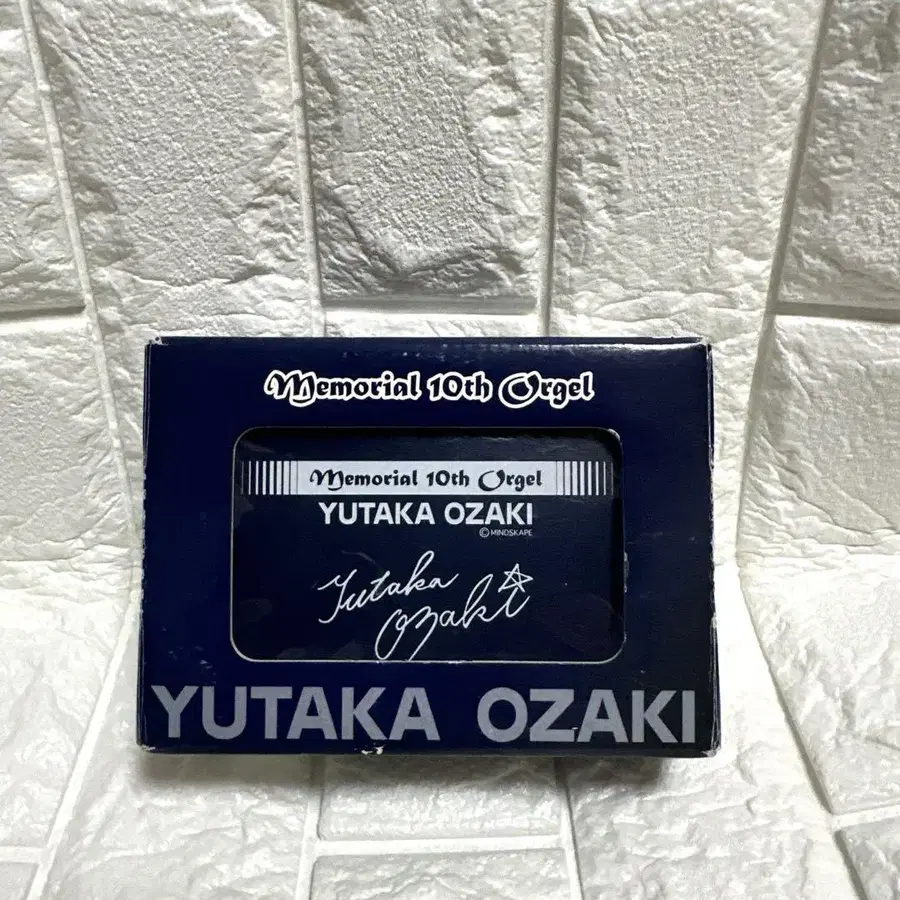 Memorial 10th Orgel
Memorial 10th Orgel
YUTAKA OZAKI
©MINDSKAPE
Yutaka
Ozaki
YUTAKA OZAKI